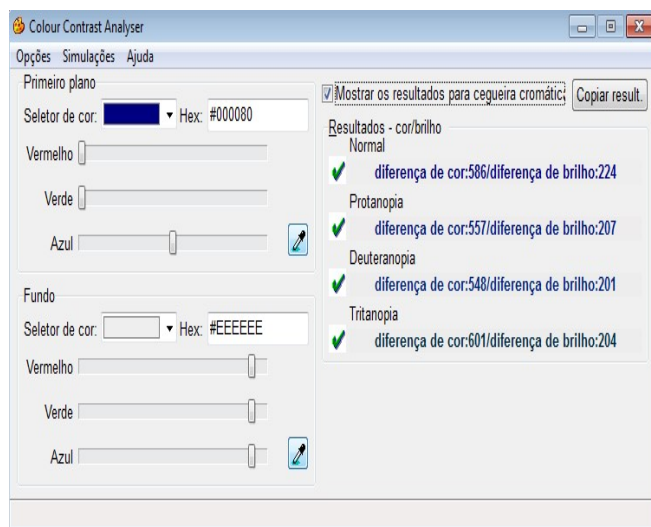 Colour Contrast Analyser
Opções Simulações Ajuda
Primeiro plano
Seletor de cor: Hex: #000080
Vermelho
Verde
Azul
Fundo
Seletor de cor: Hex: #EEEEEE
Vermelho
Verde
Azul
Mostrar os resultados para cegueira cromátic
Copiar result.
Resultados - cor/brilho
Normal
diferença de cor:586/diferença de brilho:224
Protanopia
diferença de cor:557/diferença de brilho:207
Deuteranopia
diferença de cor:548/diferença de brilho:201
Tritanopia
diferença de cor:601/diferença de brilho:204